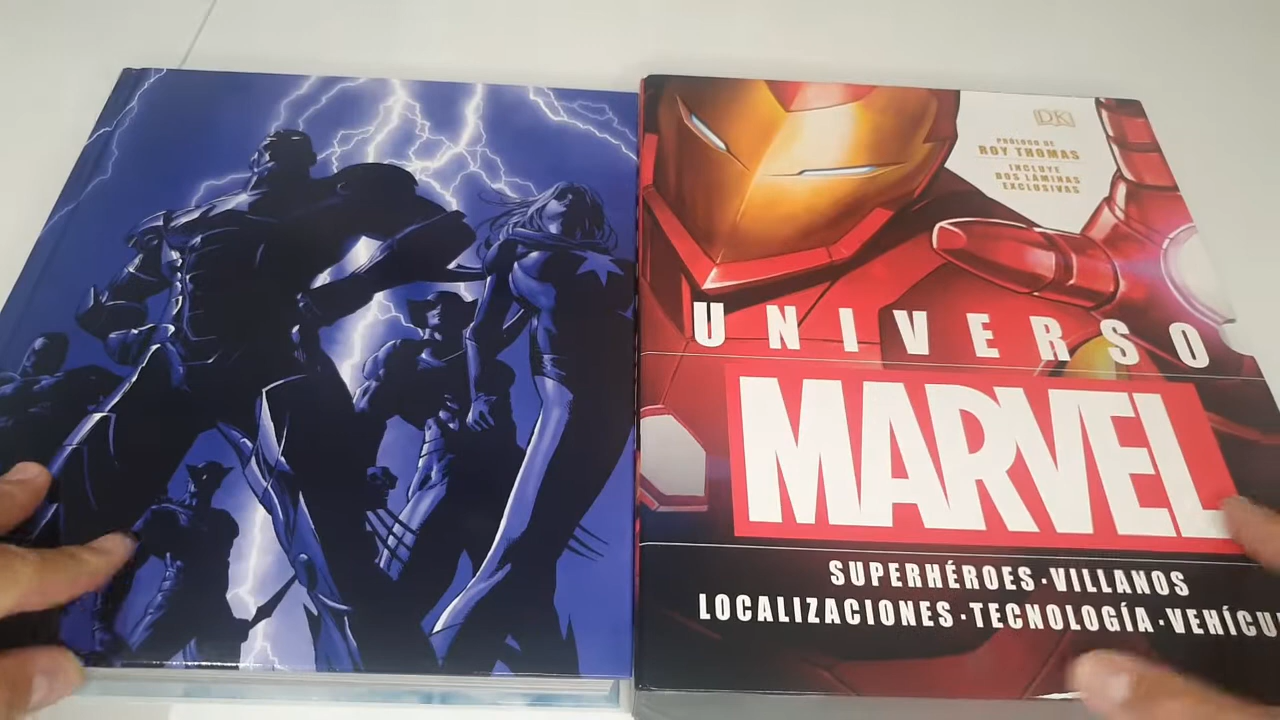 DK
PRÓLOGO DE
ROY THOMAS
INCLUYE
DOS LÁMINAS
EXCLUSIVAS
UNIVERSO
MARVEL
SUPERHÉROES·VILLANOS
LOCALIZACIONES·TECNOLOGÍA·VEHÍCU